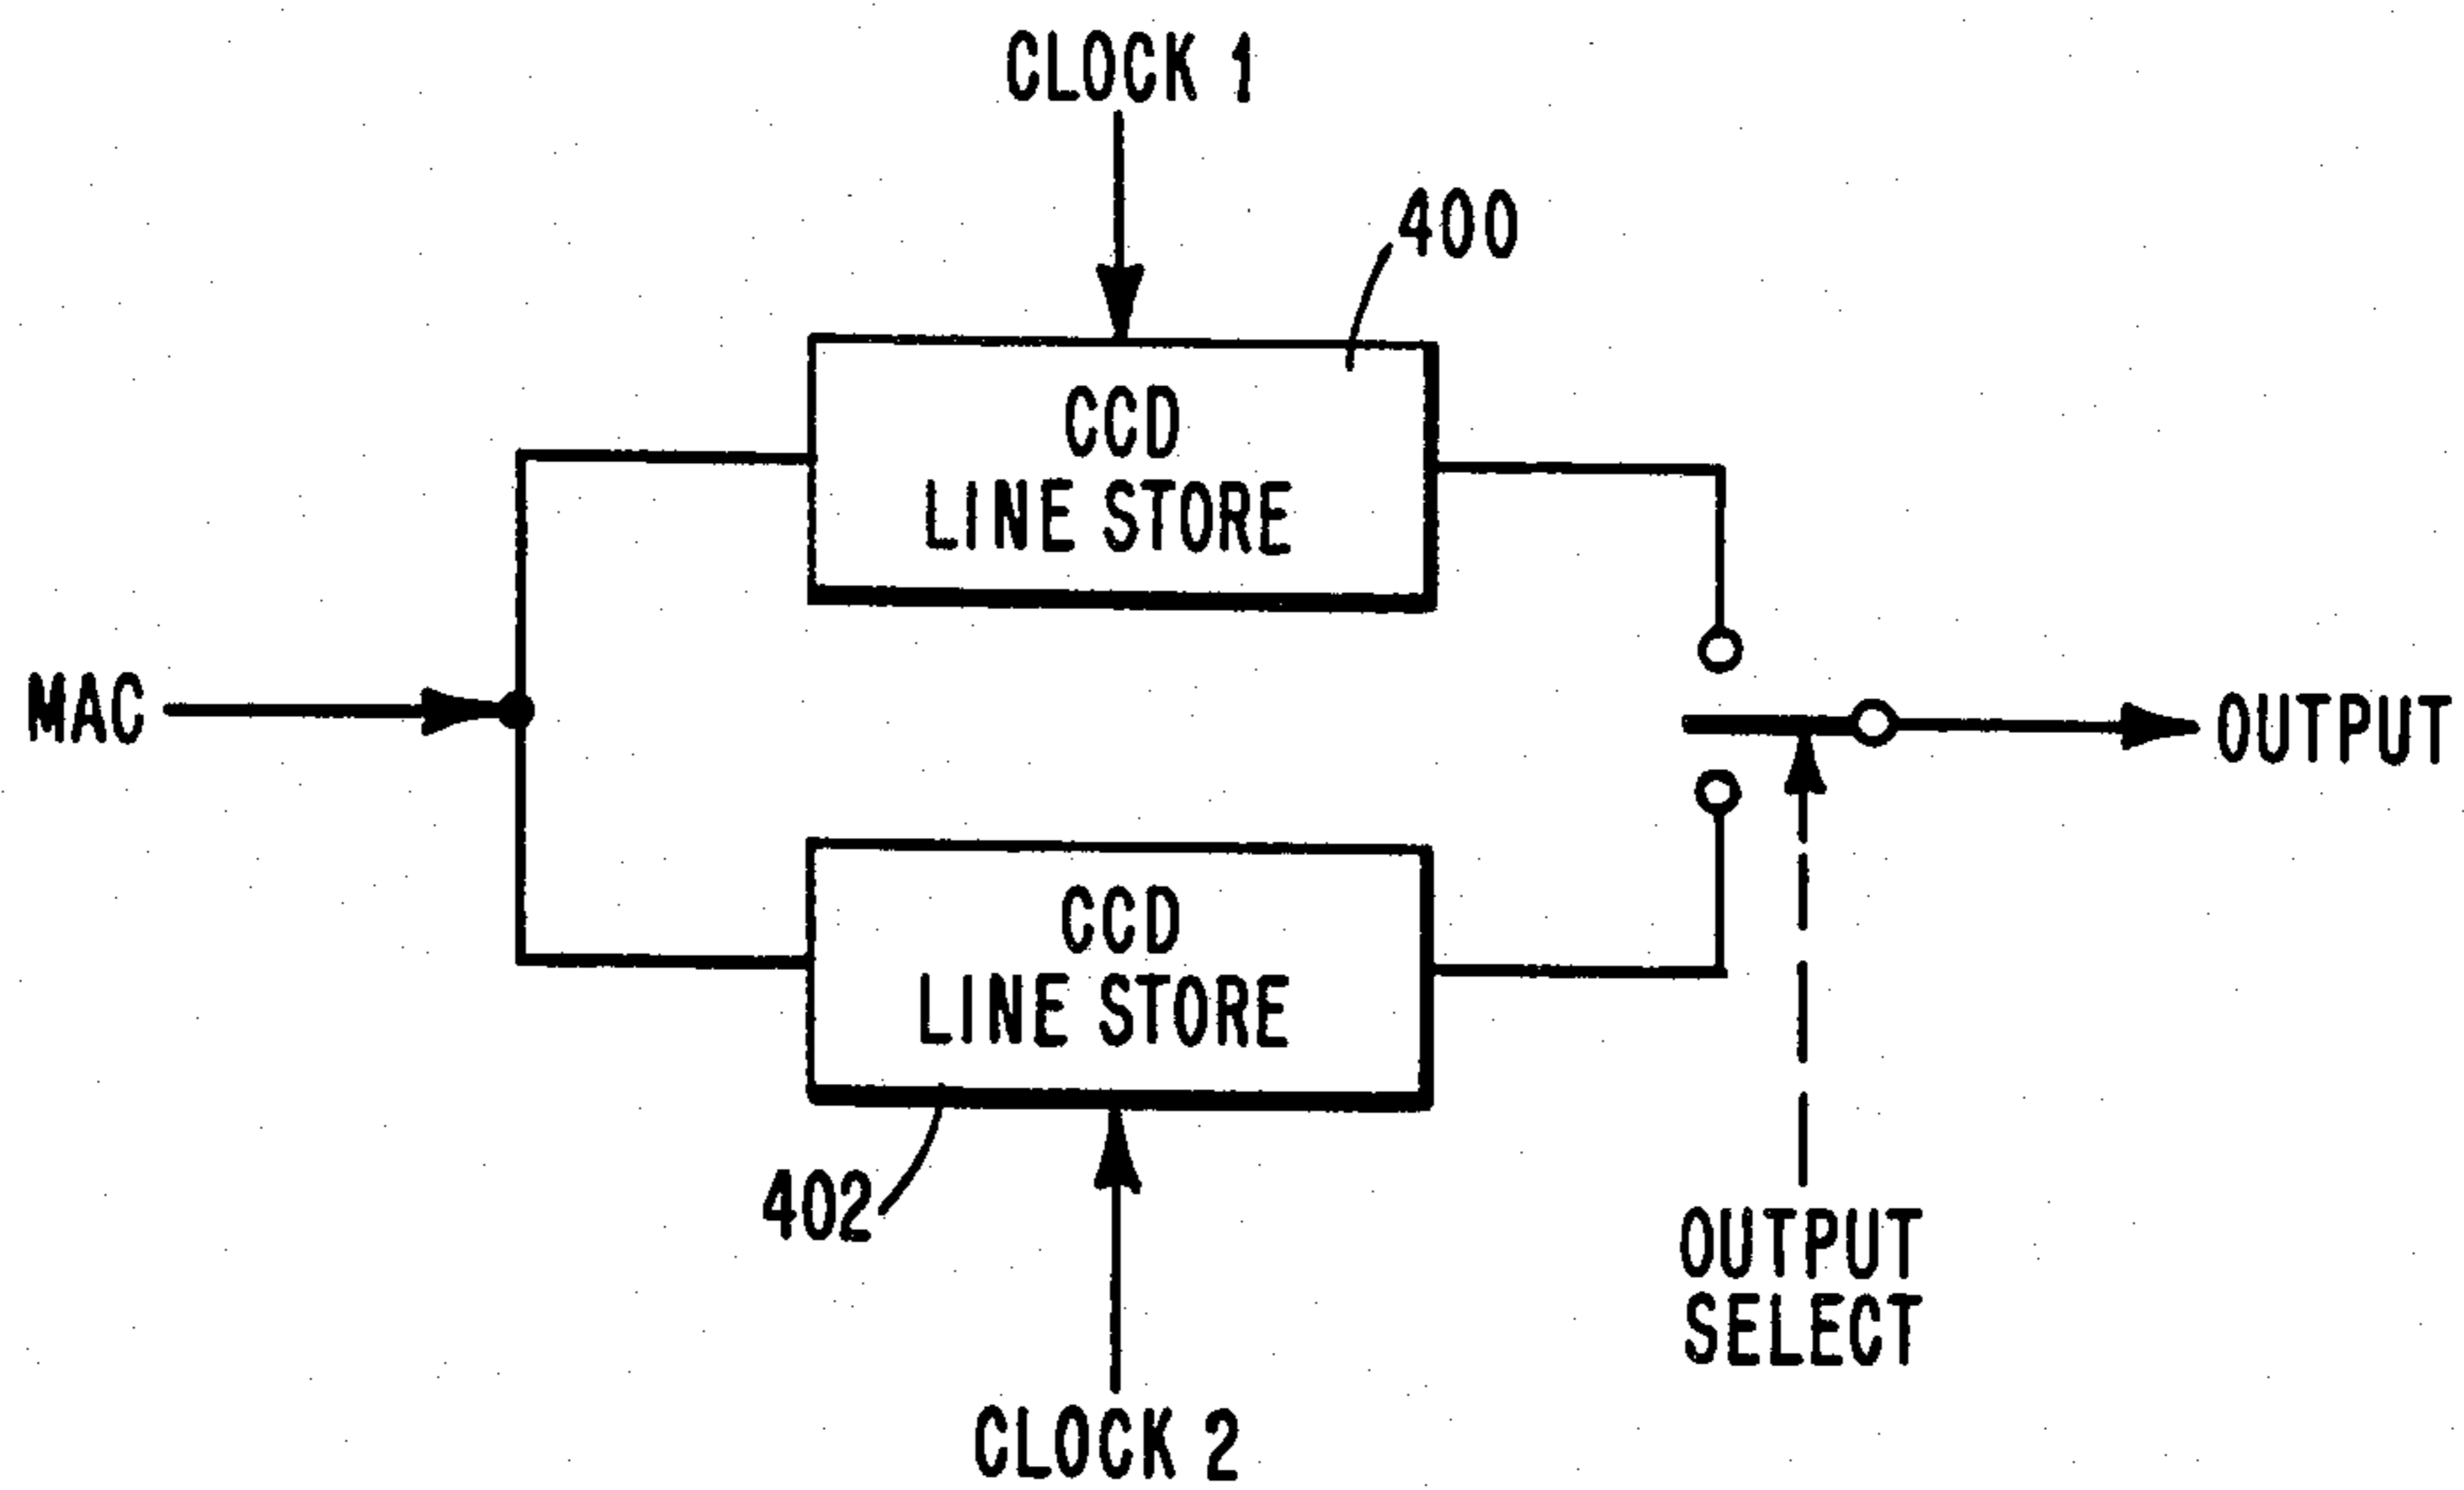 CLOCK 1
400
CCD
LINE STORE
MAC
OUTPUT
CCD
LINE STORE
402
OUTPUT
SELECT
CLOCK 2